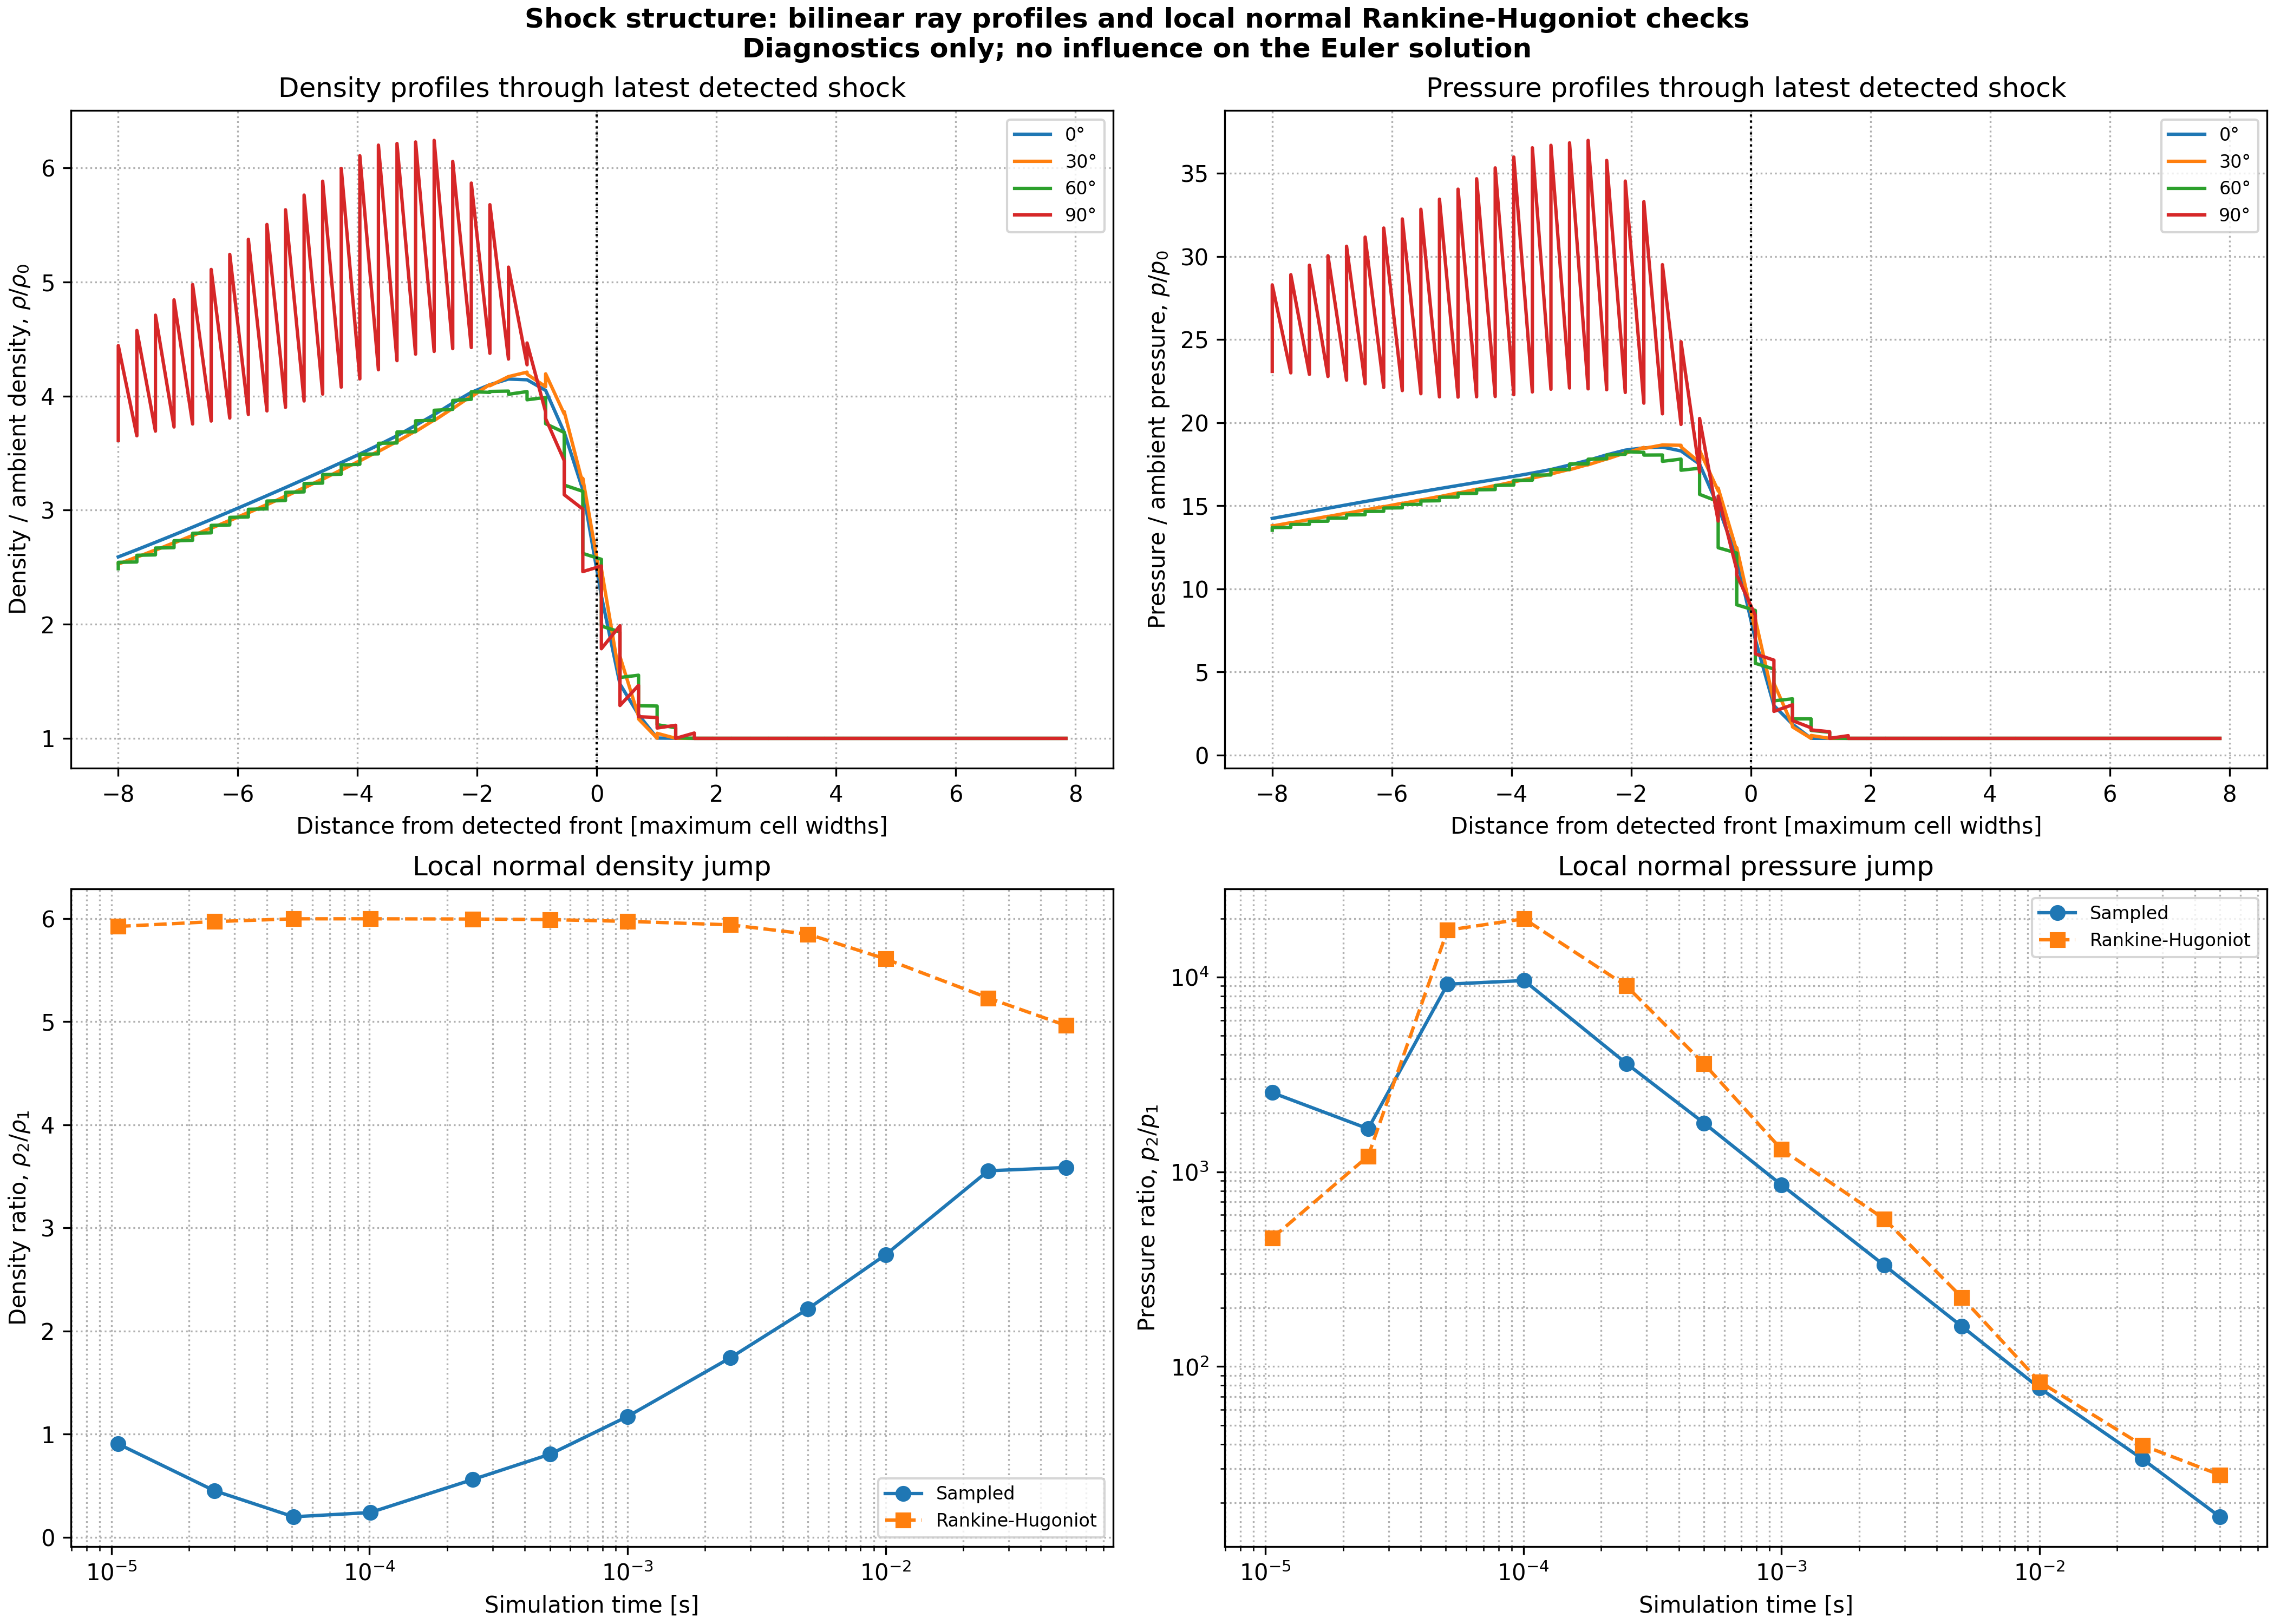 Shock structure: bilinear ray profiles and local normal Rankine-Hugoniot checks
Diagnostics only; no influence on the Euler solution
Density profiles through latest detected shock
Density / ambient density, ρ/ρ₀
6
5
4
3
2
1
0°
30°
60°
90°
−8 −6 −4 −2 0 2 4 6 8
Distance from detected front [maximum cell widths]
Pressure profiles through latest detected shock
Pressure / ambient pressure, p/p₀
35
30
25
20
15
10
5
0
0°
30°
60°
90°
−8 −6 −4 −2 0 2 4 6 8
Distance from detected front [maximum cell widths]
Local normal density jump
Density ratio, ρ₂/ρ₁
6
5
4
3
2
1
0
Sampled
Rankine-Hugoniot
10⁻⁵ 10⁻⁴ 10⁻³ 10⁻²
Simulation time [s]
Local normal pressure jump
Pressure ratio, p₂/p₁
10⁴
10³
10²
Sampled
Rankine-Hugoniot
10⁻⁵ 10⁻⁴ 10⁻³ 10⁻²
Simulation time [s]